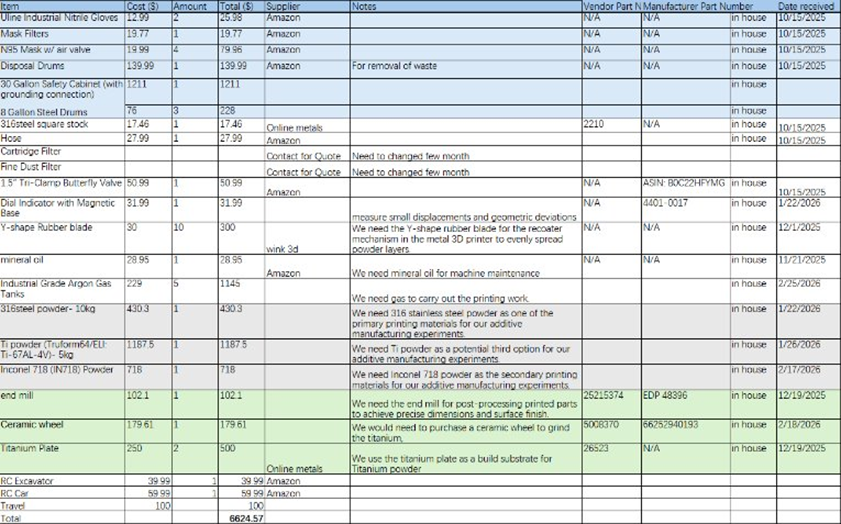 Item Cost ($) Amount Total ($) Supplier Notes Vendor Part N Manufacturer Part Number Date received
Uline Industrial Nitrile Gloves 12.99 2 25.98 Amazon N/A N/A in house 10/15/2025
Mask Filters 19.77 1 19.77 Amazon N/A N/A in house 10/15/2025
N95 Mask w/ air valve 19.99 4 79.96 Amazon N/A N/A in house 10/15/2025
Disposal Drums 139.99 1 139.99 Amazon For removal of waste N/A N/A in house 10/15/2025
30 Gallon Safety Cabinet (with 1211 1 1211 in house
grounding connection)
8 Gallon Steel Drums 76 3 228 in house
316steel square stock 17.46 1 17.46 Online metals 2210 N/A in house 10/15/2025
Hose 27.99 1 27.99 Amazon in house 10/15/2025
Cartridge Filter Contact for Quote Need to changed few month
Fine Dust Filter Contact for Quote Need to changed few month
1.5" Tri-Clamp Butterfly Valve 50.99 1 50.99 Amazon N/A ASIN: B0C22HFYMG in house 10/15/2025
Dial Indicator with Magnetic 31.99 1 31.99 N/A 4401-0017 in house 1/22/2026
Base measure small displacements and geometric deviations
Y-shape Rubber blade 30 10 300 wink 3d We need the Y-shape rubber blade for the recoater N/A N/A in house 12/1/2025
mechanism in the metal 3D printer to evenly spread
powder layers.
mineral oil 28.95 1 28.95 Amazon We need mineral oil for machine maintenance N/A N/A in house 11/21/2025
Industrial Grade Argon Gas 229 5 1145 in house 2/25/2026
Tanks We need gas to carry out the printing work.
316steel powder- 10kg 430.3 1 430.3 We need 316 stainless steel powder as one of the in house 1/22/2026
primary printing materials for our additive
manufacturing experiments.
Ti powder (Truform64/ELI: 1187.5 1 1187.5 We need Ti powder as a potential third option for our in house 1/26/2026
Ti-67AL-4V)- 5kg additive manufacturing experiments.
Inconel 718 (IN718) Powder 718 1 718 We need Inconel 718 powder as the secondary printing in house 2/17/2026
materials for our additive manufacturing experiments.
end mill 102.1 1 102.1 We need the end mill for post-processing printed parts 25215374 EDP 48396 in house 12/19/2025
to achieve precise dimensions and surface finish.
Ceramic wheel 179.61 1 179.61 We would need to purchase a ceramic wheel to grind 5008370 66252940193 in house 2/18/2026
the titanium,
Titanium Plate 250 2 500 Online metals We use the titanium plate as a build substrate for 26523 N/A in house 12/19/2025
Titanium powder
RC Excavator 39.99 1 39.99 Amazon
RC Car 59.99 1 59.99 Amazon
Travel 100 100
Total 6624.57